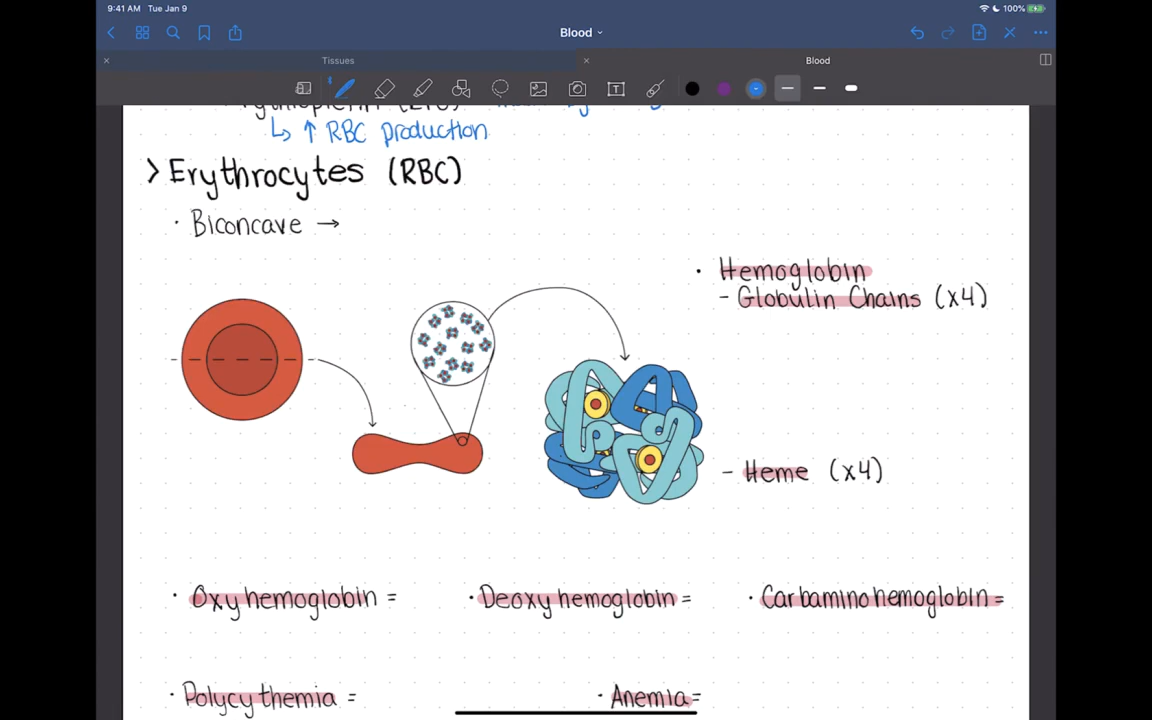 9:41 AM Tue Jan 9
100%
Blood
Tissues
Blood
↳ ↑ RBC production
> Erythrocytes (RBC)
· Biconcave →
· Hemoglobin
- Globulin Chains (x4)
- Heme (x4)
· Oxyhemoglobin =
· Deoxyhemoglobin =
· Carbaminohemoglobin =
· Polycythemia =
· Anemia =